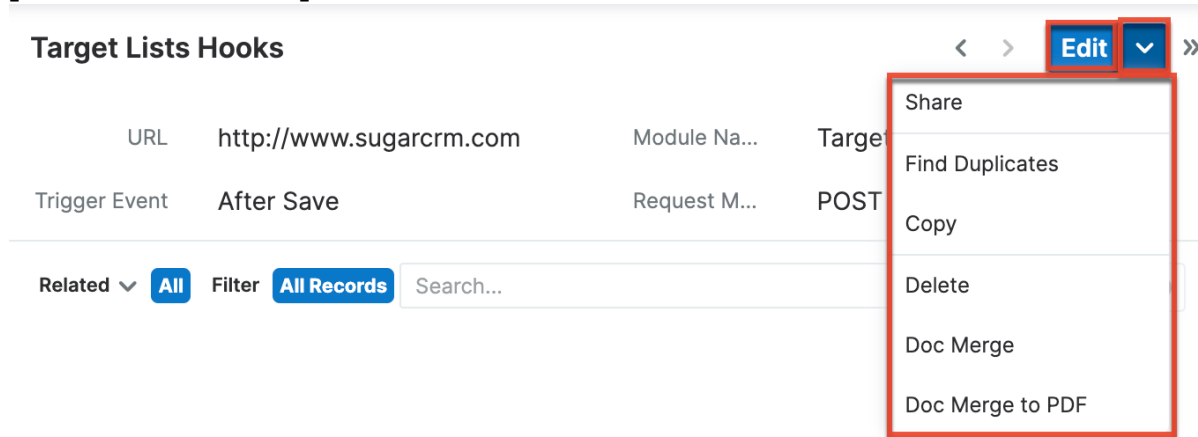 Target Lists Hooks
Edit
Share
URL http://www.sugarcrm.com Module Na... Target
Find Duplicates
Trigger Event After Save Request M... POST
Copy
Related All Filter All Records Search...
Delete
Doc Merge
Doc Merge to PDF